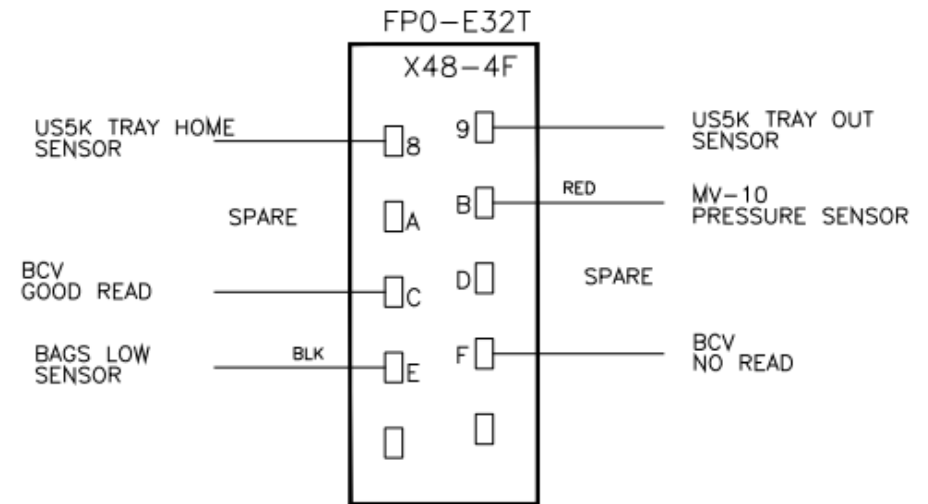 FP0-E32T
X48-4F
US5K TRAY HOME
SENSOR
8
9
US5K TRAY OUT
SENSOR
SPARE
A
B
RED
MV-10
PRESSURE SENSOR
BCV
GOOD READ
C
D
SPARE
BAGS LOW
SENSOR
BLK
E
F
BCV
NO READ